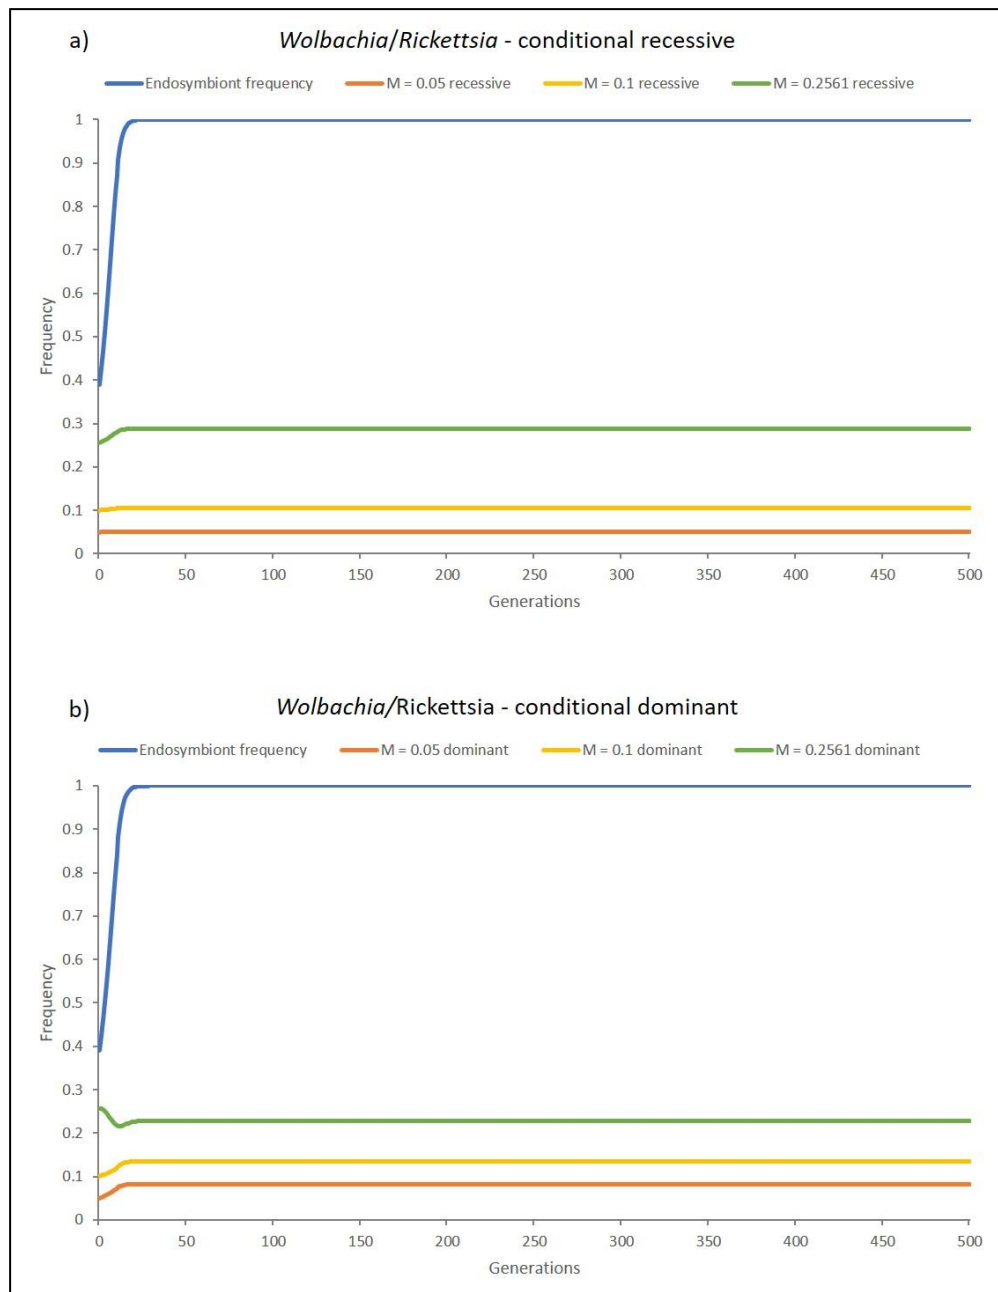 a) Wolbachia/Rickettsia - conditional recessive
Endosymbiont frequency M = 0.05 recessive M = 0.1 recessive M = 0.2561 recessive
1
0.9
0.8
0.7
0.6
0.5
0.4
0.3
0.2
0.1
0
Frequency
0 50 100 150 200 250 300 350 400 450 500
Generations
b) Wolbachia/Rickettsia - conditional dominant
Endosymbiont frequency M = 0.05 dominant M = 0.1 dominant M = 0.2561 dominant
1
0.9
0.8
0.7
0.6
0.5
0.4
0.3
0.2
0.1
0
Frequency
0 50 100 150 200 250 300 350 400 450 500
Generations